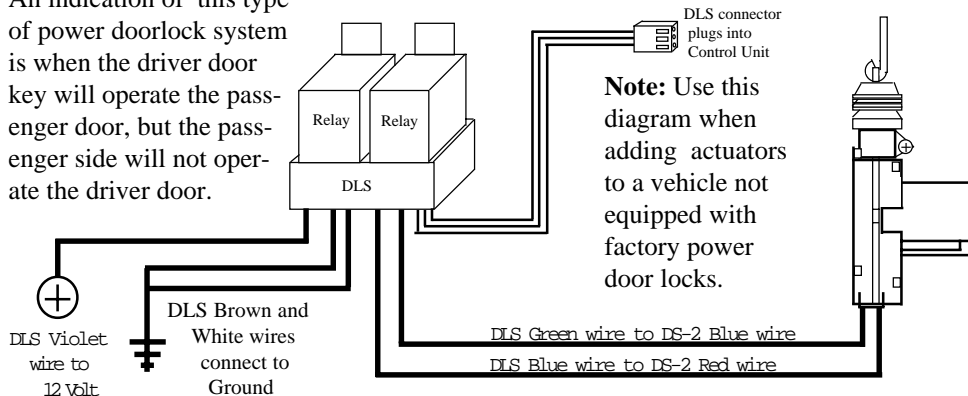 An indication of this type
of power doorlock system
is when the driver door
key will operate the pass-
enger door, but the pass-
enger side will not oper-
ate the driver door.
Relay
Relay
DLS
DLS connector
plugs into
Control Unit
Note: Use this
diagram when
adding actuators
to a vehicle not
equipped with
factory power
door locks.
DLS Violet
wire to
12 Volt
DLS Brown and
White wires
connect to
Ground
DLS Green wire to DS-2 Blue wire
DLS Blue wire to DS-2 Red wire